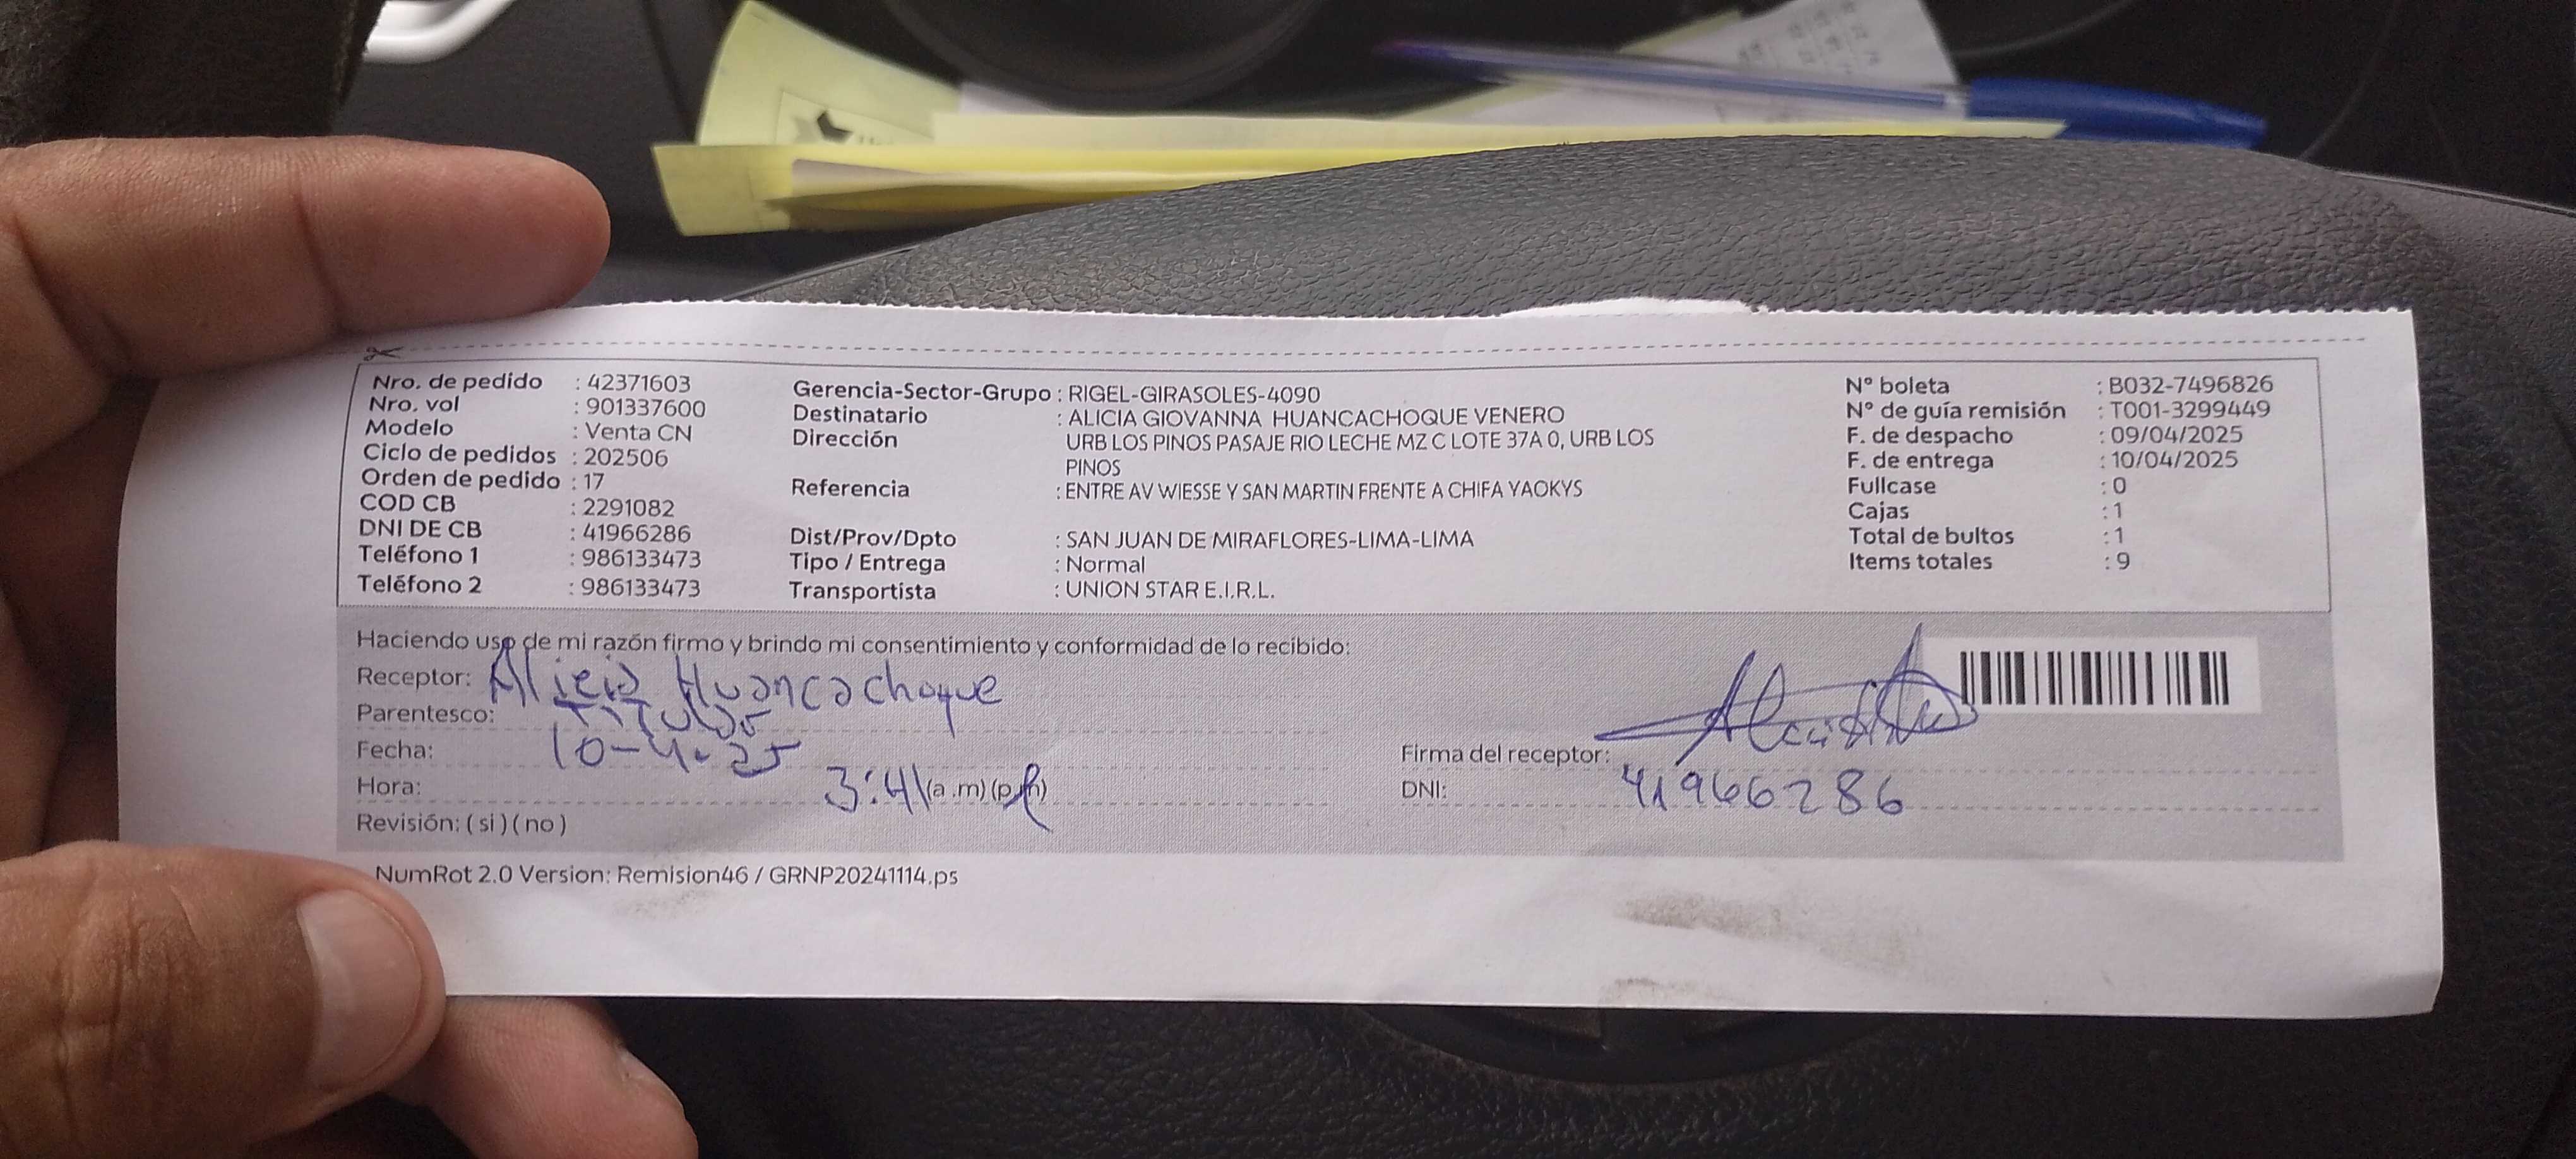 Nro. de pedido : 42371603
Nro. vol : 901337600
Modelo : Venta CN
Ciclo de pedidos : 202506
Orden de pedido : 17
COD CB : 2291082
DNI DE CB : 41966286
Teléfono 1 : 986133473
Teléfono 2 : 986133473
Gerencia-Sector-Grupo : RIGEL-GIRASOLES-4090
Destinatario : ALICIA GIOVANNA HUANCACHOQUE VENERO
Dirección URB LOS PINOS PASAJE RIO LECHE MZ C LOTE 37A 0, URB LOS
PINOS
Referencia : ENTRE AV WIESSE Y SAN MARTIN FRENTE A CHIFA YAOKYS
Dist/Prov/Dpto : SAN JUAN DE MIRAFLORES-LIMA-LIMA
Tipo / Entrega : Normal
Transportista : UNION STAR E.I.R.L.
N° boleta : B032-7496826
N° de guía remisión : T001-3299449
F. de despacho : 09/04/2025
F. de entrega : 10/04/2025
Fullcase : 0
Cajas : 1
Total de bultos : 1
Items totales : 9
Haciendo uso de mi razón firmo y brindo mi consentimiento y conformidad de lo recibido:
Receptor: Alicia Huancachoque
Parentesco:
Fecha: 10-4-25
Hora: 3:41 (a.m) (p.m)
Revisión: ( si ) ( no )
Firma del receptor:
DNI: 41966286
NumRot 2.0 Version: Remision46 / GRNP20241114.ps